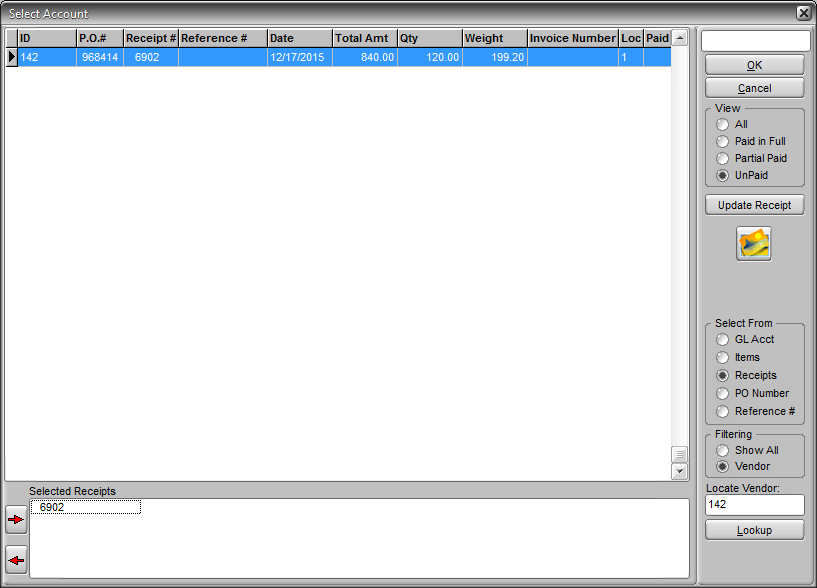 Select Account
ID P.O.# Receipt # Reference # Date Total Amt Qty Weight Invoice Number Loc Paid
142 968414 6902 12/17/2015 840.00 120.00 199.20 1
OK
Cancel
View
All
Paid in Full
Partial Paid
UnPaid
Update Receipt
Select From
GL Acct
Items
Receipts
PO Number
Reference #
Filtering
Show All
Vendor
Locate Vendor:
142
Lookup
Selected Receipts
6902